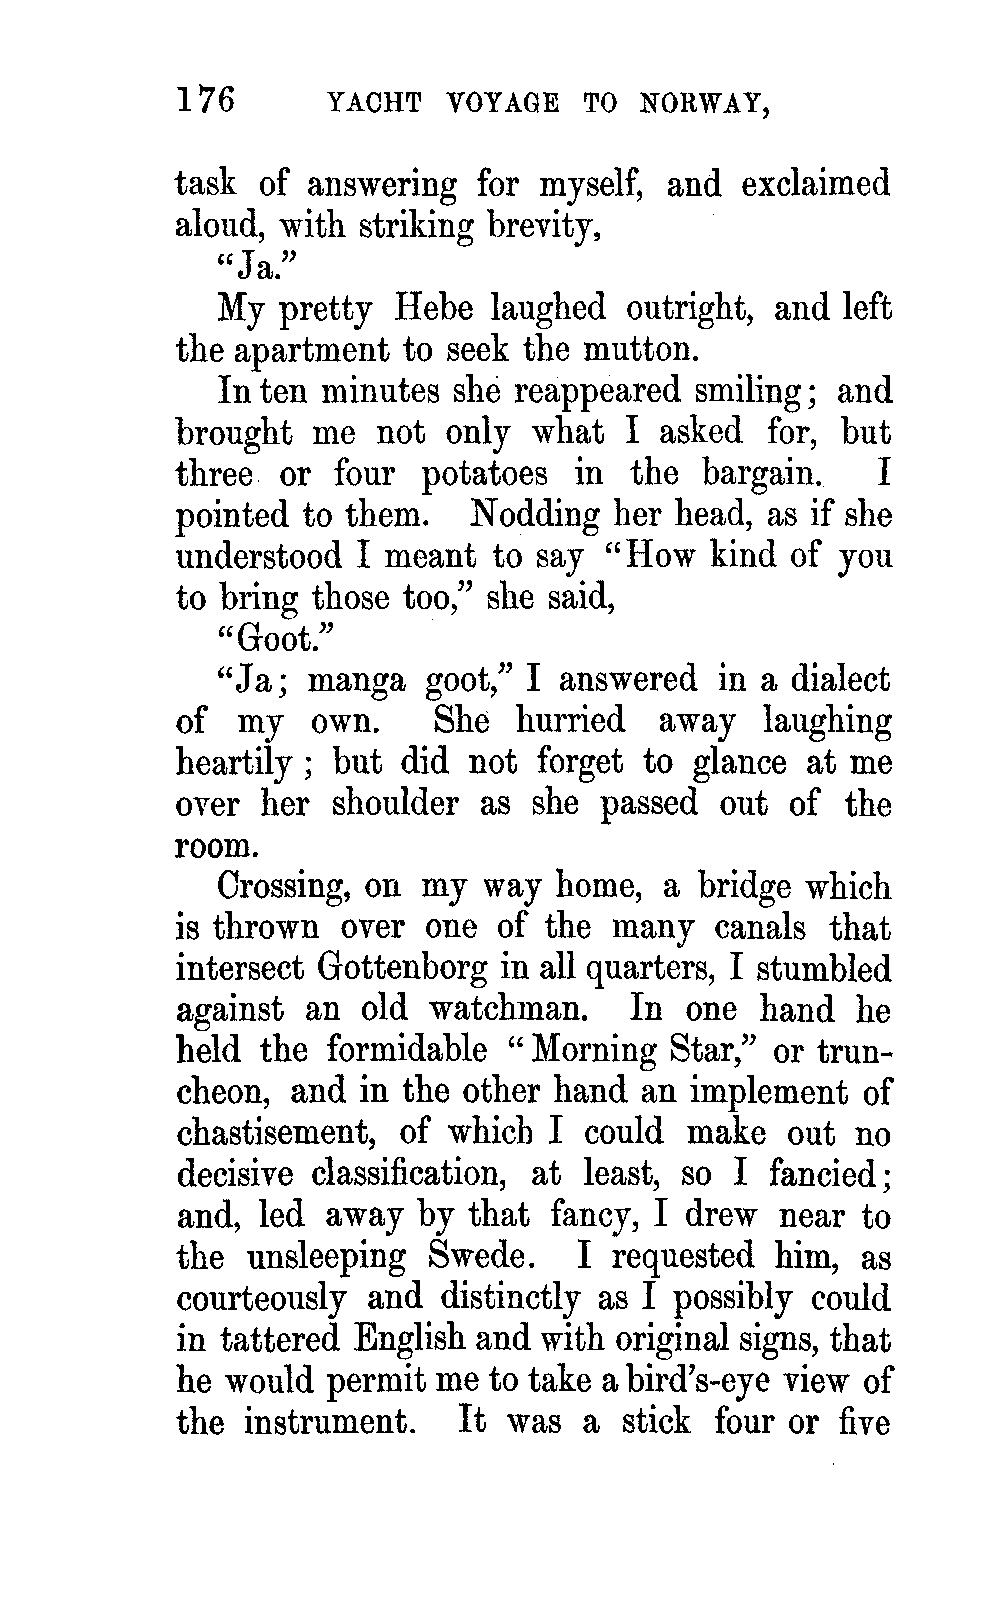 176 YACHT VOYAGE TO NORWAY,
task of answering for myself, and exclaimed
aloud, with striking brevity,
“Ja.”
My pretty Hebe laughed outright, and left
the apartment to seek the mutton.
In ten minutes she reappeared smiling; and
brought me not only what I asked for, but
three or four potatoes in the bargain. I
pointed to them. Nodding her head, as if she
understood I meant to say “How kind of you
to bring those too,” she said,
“Goot.”
“Ja; manga goot,” I answered in a dialect
of my own. She hurried away laughing
heartily; but did not forget to glance at me
over her shoulder as she passed out of the
room.
Crossing, on my way home, a bridge which
is thrown over one of the many canals that
intersect Gottenborg in all quarters, I stumbled
against an old watchman. In one hand he
held the formidable “Morning Star,” or trun-
cheon, and in the other hand an implement of
chastisement, of which I could make out no
decisive classification, at least, so I fancied;
and, led away by that fancy, I drew near to
the unsleeping Swede. I requested him, as
courteously and distinctly as I possibly could
in tattered English and with original signs, that
he would permit me to take a bird’s-eye view of
the instrument. It was a stick four or five